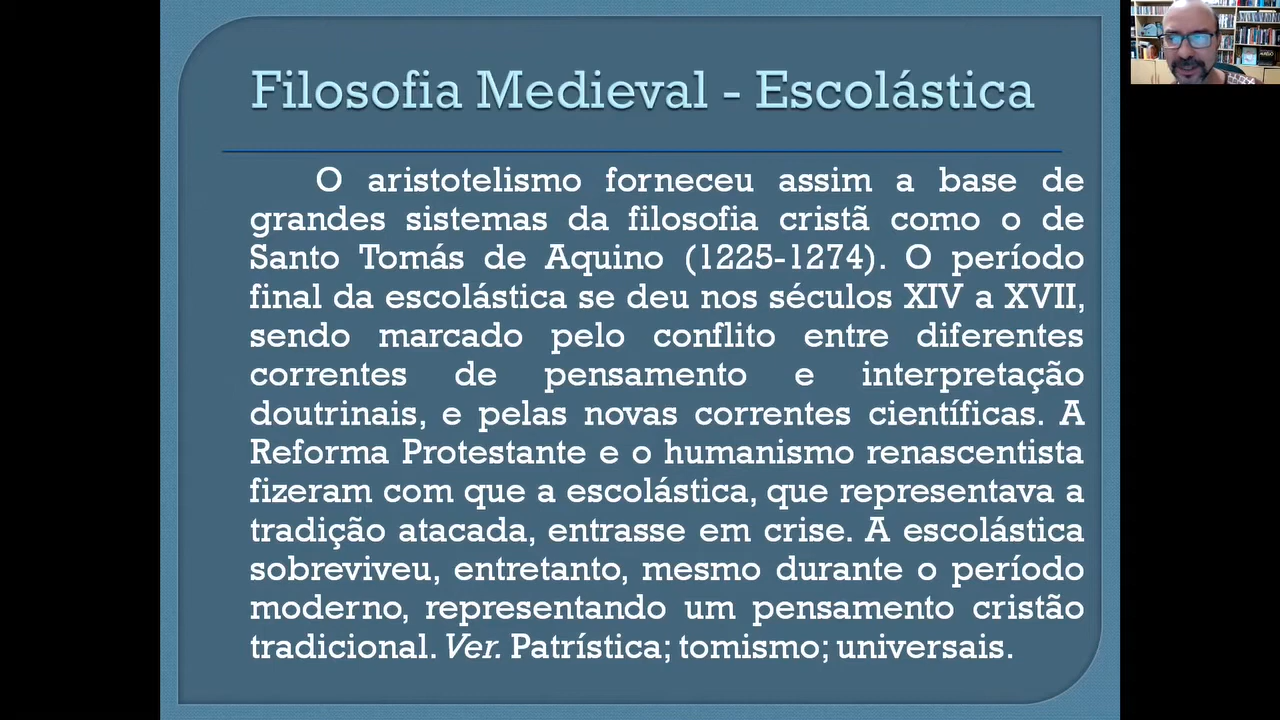 Filosofia Medieval - Escolástica
O aristotelismo forneceu assim a base de
grandes sistemas da filosofia cristã como o de
Santo Tomás de Aquino (1225-1274). O período
final da escolástica se deu nos séculos XIV a XVII,
sendo marcado pelo conflito entre diferentes
correntes de pensamento e interpretação
doutrinais, e pelas novas correntes científicas. A
Reforma Protestante e o humanismo renascentista
fizeram com que a escolástica, que representava a
tradição atacada, entrasse em crise. A escolástica
sobreviveu, entretanto, mesmo durante o período
moderno, representando um pensamento cristão
tradicional. Ver. Patrística; tomismo; universais.